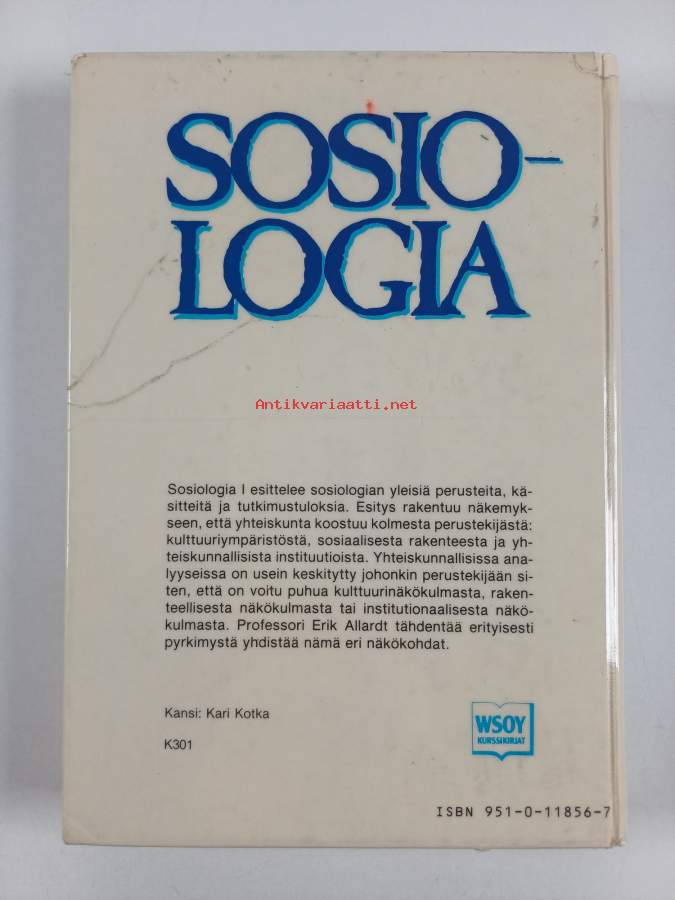 SOSIO-
LOGIA
Antikvariaatti.net
Sosiologia I esittelee sosiologian yleisiä perusteita, kä-
sitteitä ja tutkimustuloksia. Esitys rakentuu näkemyk-
seen, että yhteiskunta koostuu kolmesta perustekijästä:
kulttuuriympäristöstä, sosiaalisesta rakenteesta ja yh-
teiskunnallisista instituutioista. Yhteiskunnallisissa ana-
lyyseissa on usein keskitytty johonkin perustekijään si-
ten, että on voitu puhua kulttuurinäkökulmasta, raken-
teellisesta näkökulmasta tai institutionaalisesta näkö-
kulmasta. Professori Erik Allardt tähdentää erityisesti
pyrkimystä yhdistää nämä eri näkökohdat.
Kansi: Kari Kotka
K301
WSOY
KURSSIKIRJAT
ISBN 951-0-11856-7